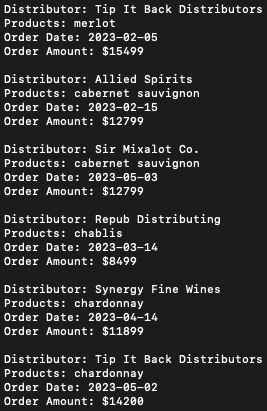 Distributor: Tip It Back Distributors
Products: merlot
Order Date: 2023-02-05
Order Amount: $15499
Distributor: Allied Spirits
Products: cabernet sauvignon
Order Date: 2023-02-15
Order Amount: $12799
Distributor: Sir Mixalot Co.
Products: cabernet sauvignon
Order Date: 2023-05-03
Order Amount: $12799
Distributor: Repub Distributing
Products: chablis
Order Date: 2023-03-14
Order Amount: $8499
Distributor: Synergy Fine Wines
Products: chardonnay
Order Date: 2023-04-14
Order Amount: $11899
Distributor: Tip It Back Distributors
Products: chardonnay
Order Date: 2023-05-02
Order Amount: $14200